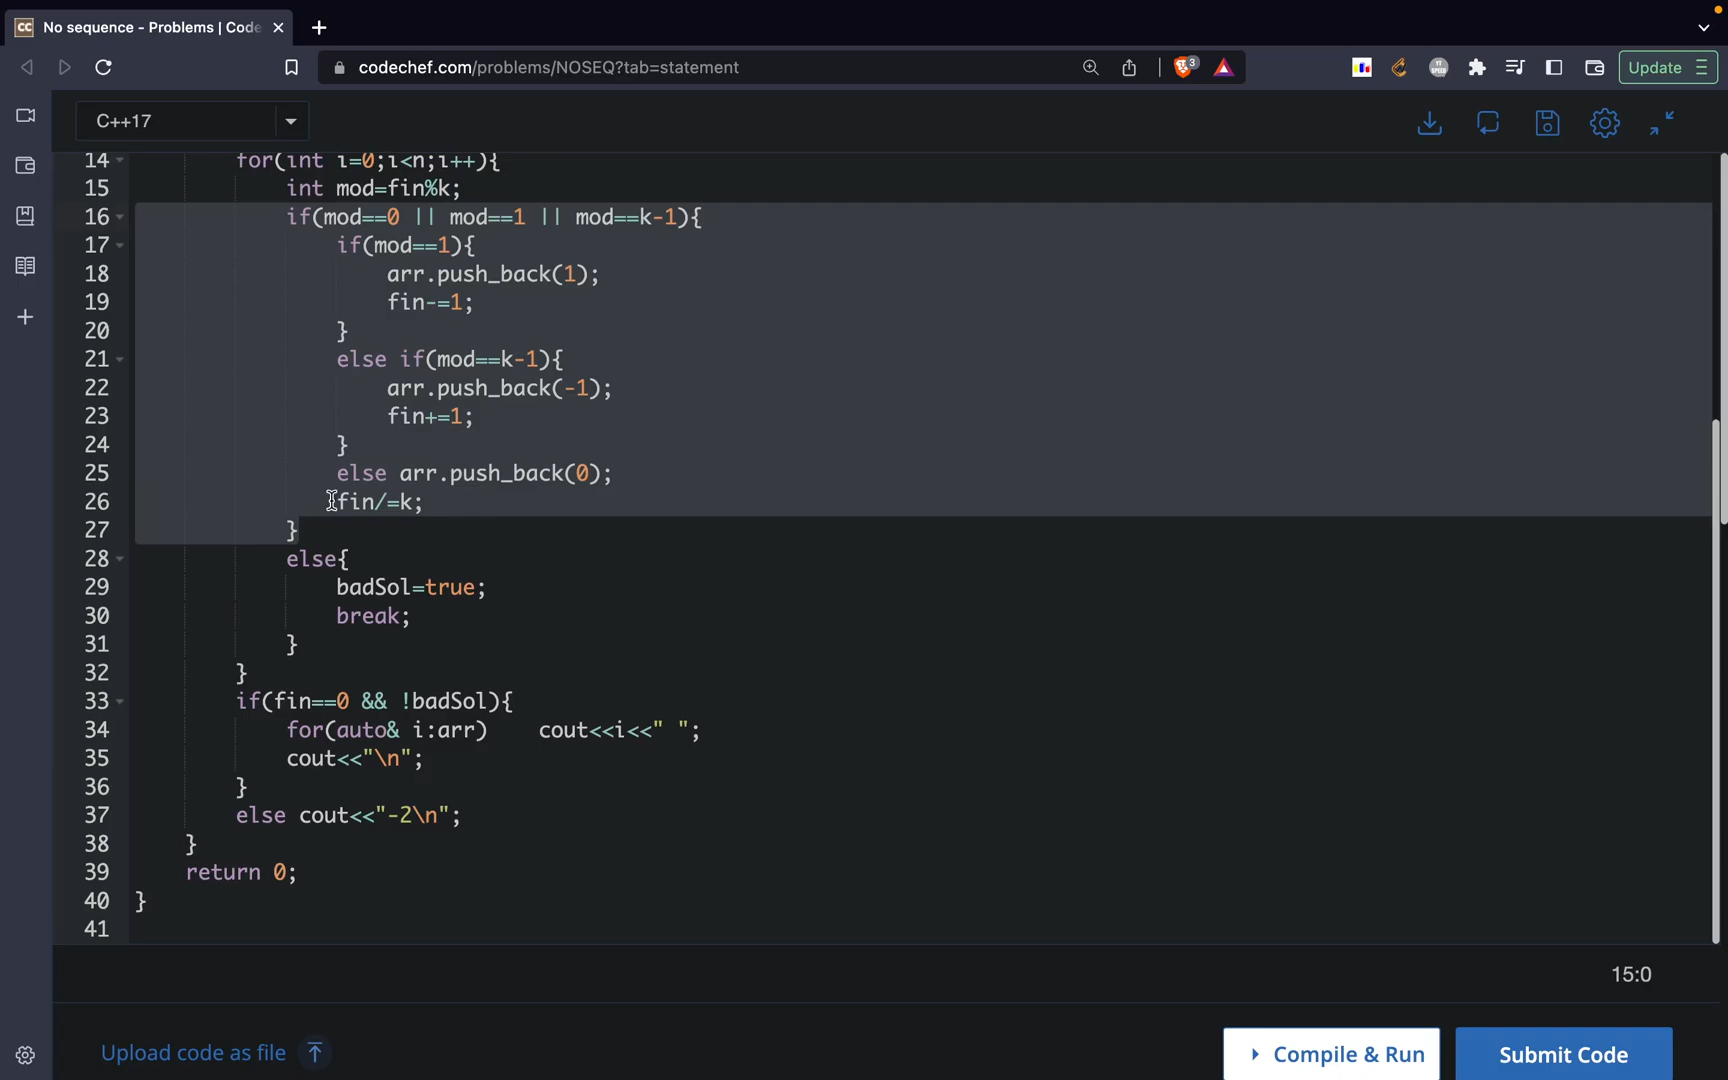 No sequence - Problems | Code
codechef.com/problems/NOSEQ?tab=statement
3
YT SPEED
Update
C++17
14 for(int i=0;i<n;i++){
15 int mod=fin%k;
16 if(mod==0 || mod==1 || mod==k-1){
17 if(mod==1){
18 arr.push_back(1);
19 fin-=1;
20 }
21 else if(mod==k-1){
22 arr.push_back(-1);
23 fin+=1;
24 }
25 else arr.push_back(0);
26 fin/=k;
27 }
28 else{
29 badSol=true;
30 break;
31 }
32 }
33 if(fin==0 && !badSol){
34 for(auto& i:arr)    cout<<i<<" ";
35 cout<<"\n";
36 }
37 else cout<<"-2\n";
38 }
39 return 0;
40 }
41
15:0
Upload code as file
Compile & Run
Submit Code